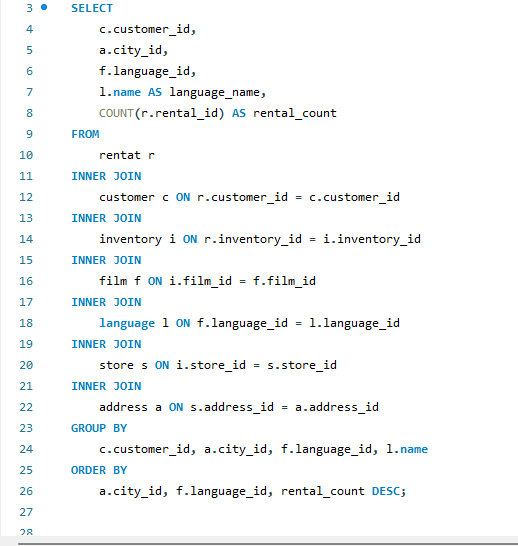 3 SELECT
4 c.customer_id,
5 a.city_id,
6 f.language_id,
7 l.name AS language_name,
8 COUNT(r.rental_id) AS rental_count
9 FROM
10 rentat r
11 INNER JOIN
12 customer c ON r.customer_id = c.customer_id
13 INNER JOIN
14 inventory i ON r.inventory_id = i.inventory_id
15 INNER JOIN
16 film f ON i.film_id = f.film_id
17 INNER JOIN
18 language l ON f.language_id = l.language_id
19 INNER JOIN
20 store s ON i.store_id = s.store_id
21 INNER JOIN
22 address a ON s.address_id = a.address_id
23 GROUP BY
24 c.customer_id, a.city_id, f.language_id, l.name
25 ORDER BY
26 a.city_id, f.language_id, rental_count DESC;
27
28